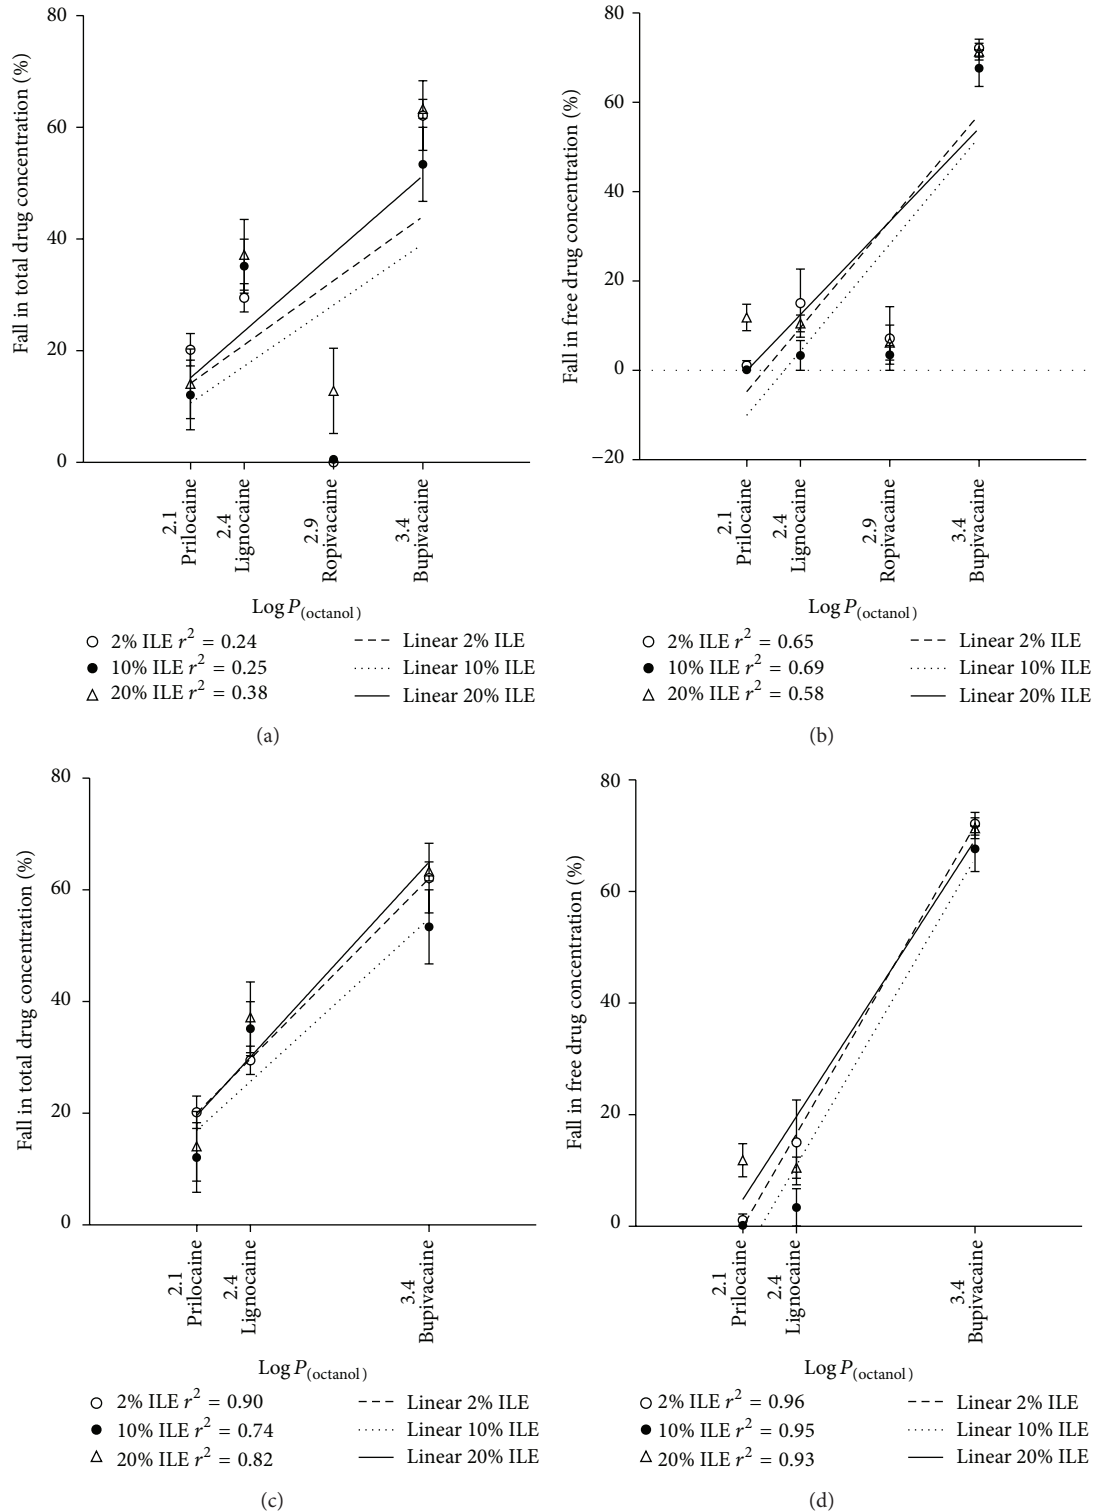 80
60
40
20
0
Fall in total drug concentration (%)
2.1
Prilocaine
2.4
Lignocaine
2.9
Ropivacaine
3.4
Bupivacaine
Log P(octanol)
2% ILE r² = 0.24
10% ILE r² = 0.25
20% ILE r² = 0.38
Linear 2% ILE
Linear 10% ILE
Linear 20% ILE
(a)
80
60
40
20
0
−20
Fall in free drug concentration (%)
2.1
Prilocaine
2.4
Lignocaine
2.9
Ropivacaine
3.4
Bupivacaine
Log P(octanol)
2% ILE r² = 0.65
10% ILE r² = 0.69
20% ILE r² = 0.58
Linear 2% ILE
Linear 10% ILE
Linear 20% ILE
(b)
80
60
40
20
0
Fall in total drug concentration (%)
2.1
Prilocaine
2.4
Lignocaine
3.4
Bupivacaine
Log P(octanol)
2% ILE r² = 0.90
10% ILE r² = 0.74
20% ILE r² = 0.82
Linear 2% ILE
Linear 10% ILE
Linear 20% ILE
(c)
80
60
40
20
0
Fall in free drug concentration (%)
2.1
Prilocaine
2.4
Lignocaine
3.4
Bupivacaine
Log P(octanol)
2% ILE r² = 0.96
10% ILE r² = 0.95
20% ILE r² = 0.93
Linear 2% ILE
Linear 10% ILE
Linear 20% ILE
(d)